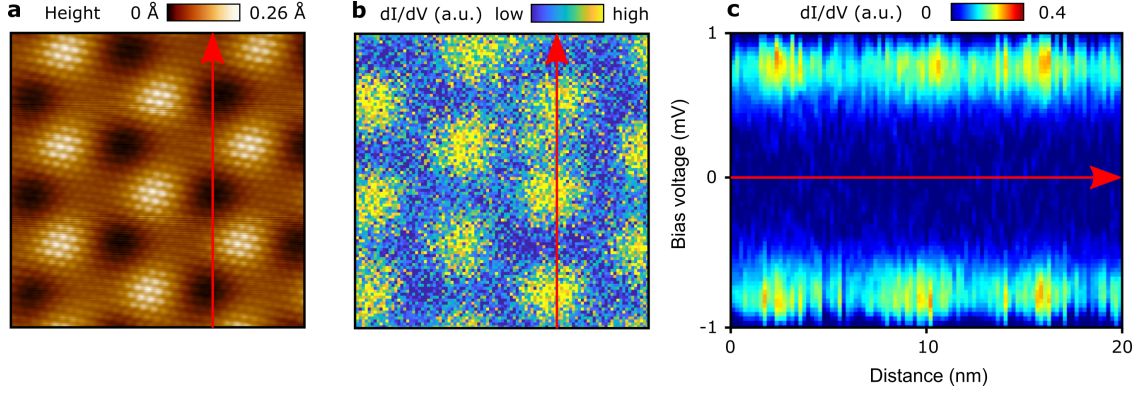 a Height 0 Å 0.26 Å
b dI/dV (a.u.) low high
c dI/dV (a.u.) 0 0.4
1
0
-1
Bias voltage (mV)
0 10 20
Distance (nm)